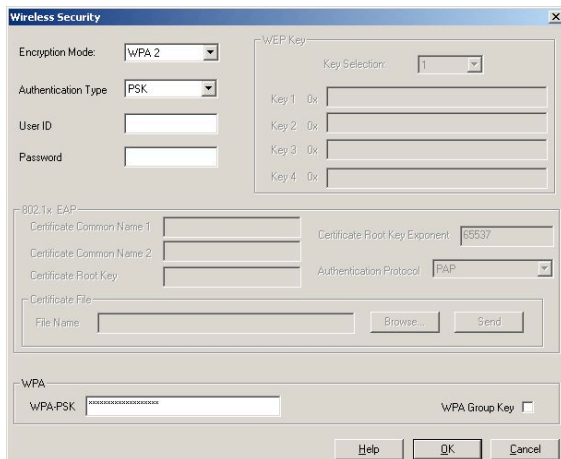 Wireless Security
Encryption Mode: WPA 2
Authentication Type PSK
User ID
Password
WEP Key
Key Selection: 1
Key 1 0x
Key 2 0x
Key 3 0x
Key 4 0x
802.1x EAP
Certificate Common Name 1
Certificate Common Name 2
Certificate Root Key
Certificate Root Key Exponent 65537
Authentication Protocol PAP
Certificate File
File Name
Browse...
Send
WPA
WPA-PSK
WPA Group Key
Help
OK
Cancel